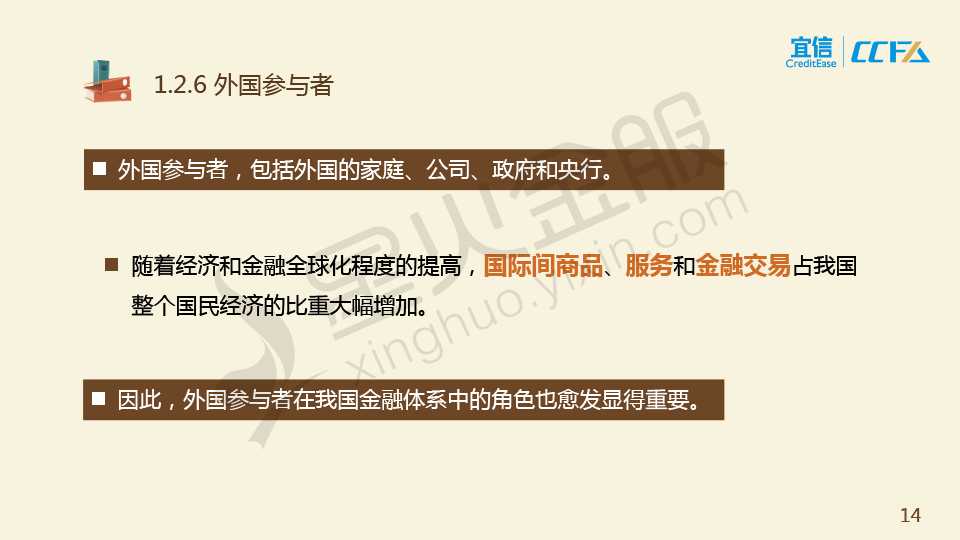 宜信
CreditEase
CCFA
1.2.6 外国参与者
外国参与者，包括外国的家庭、公司、政府和央行。
随着经济和金融全球化程度的提高，国际间商品、服务和金融交易占我国
整个国民经济的比重大幅增加。
因此，外国参与者在我国金融体系中的角色也愈发显得重要。
星火金服
xinghuo.yixin.com
14